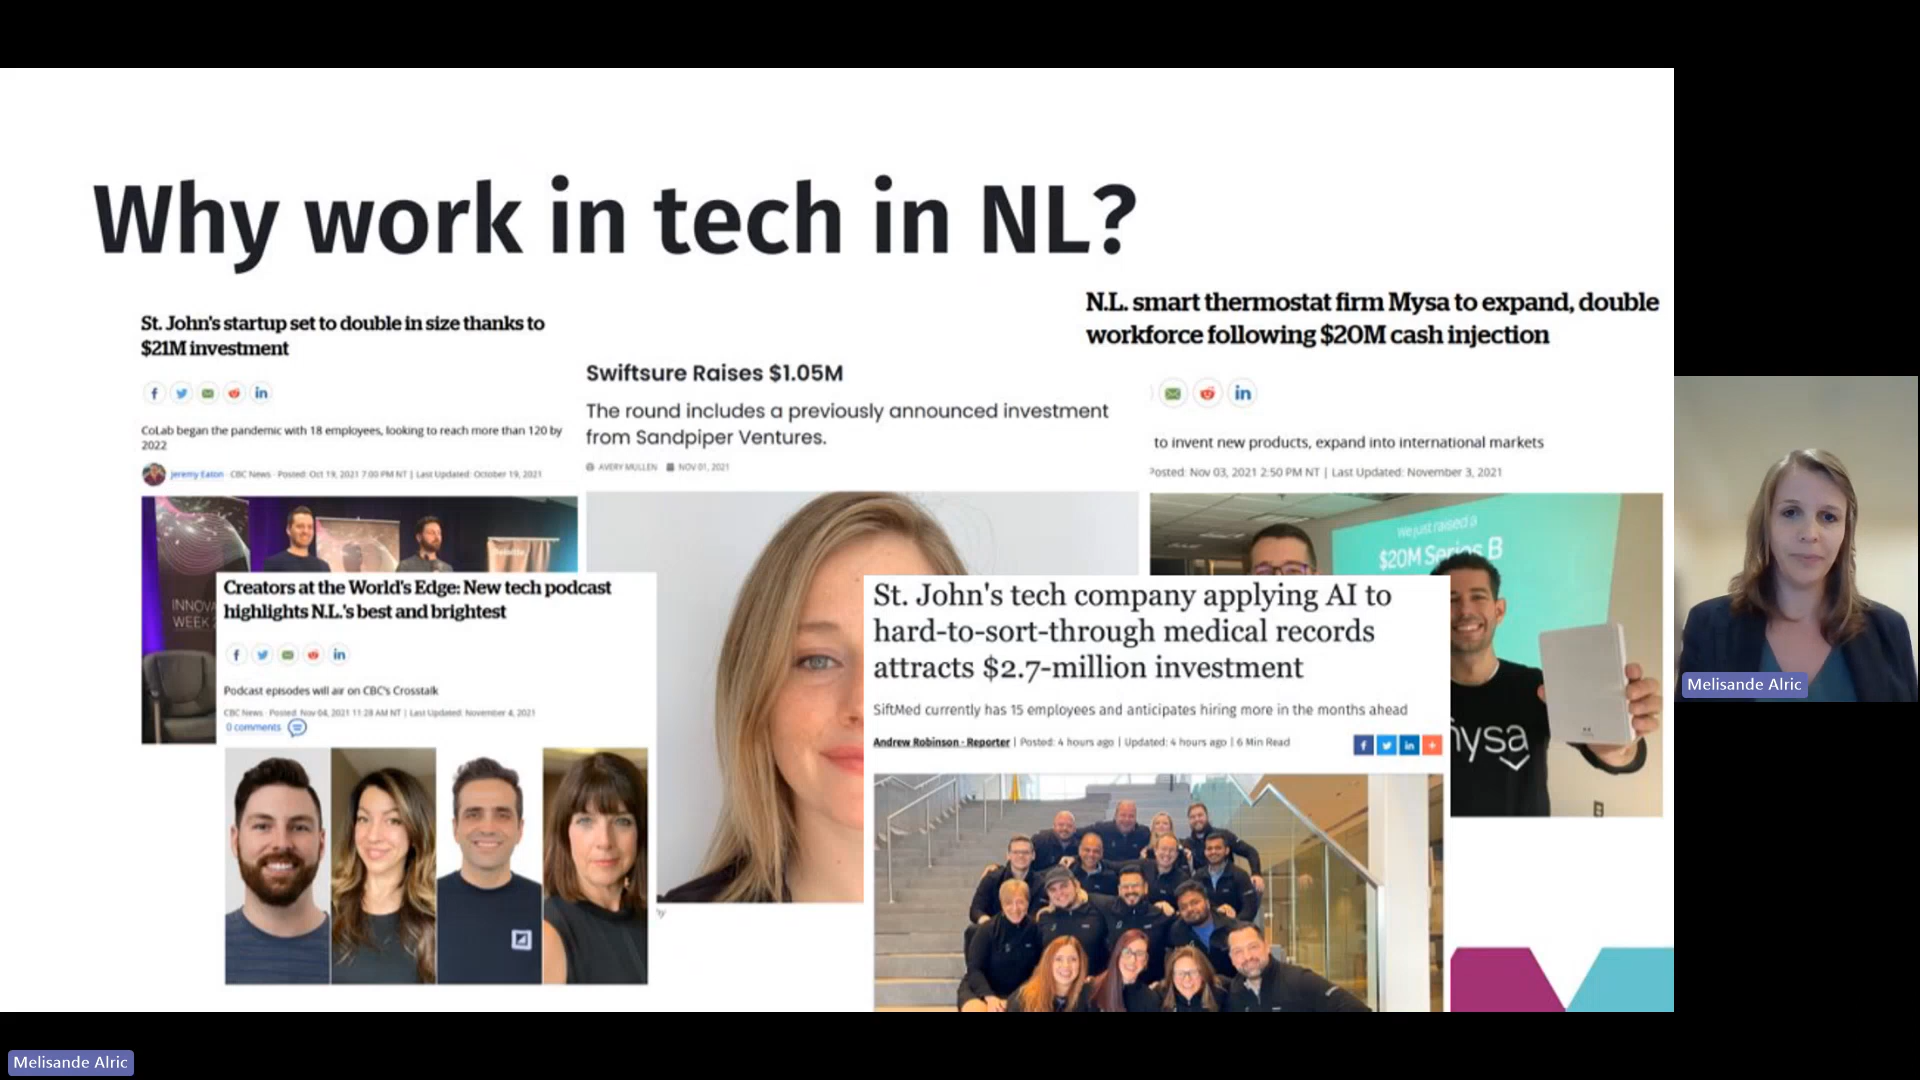 Why work in tech in NL?
St. John's startup set to double in size thanks to
$21M investment
CoLab began the pandemic with 18 employees, looking to reach more than 120 by
2022
Jeremy Eaton · CBC News · Posted: Oct 19, 2021 7:00 PM NT | Last Updated: October 19, 2021
INNOVA
WEEK 2
Deloitte
Swiftsure Raises $1.05M
The round includes a previously announced investment
from Sandpiper Ventures.
AVERY MULLEN NOV 01, 2021
N.L. smart thermostat firm Mysa to expand, double
workforce following $20M cash injection
to invent new products, expand into international markets
Posted: Nov 03, 2021 2:50 PM NT | Last Updated: November 3, 2021
We just raised a
$20M Series B
mysa
Creators at the World's Edge: New tech podcast
highlights N.L.'s best and brightest
Podcast episodes will air on CBC's Crosstalk
CBC News · Posted: Nov 04, 2021 11:28 AM NT | Last Updated: November 4, 2021
0 comments
St. John's tech company applying AI to
hard-to-sort-through medical records
attracts $2.7-million investment
SiftMed currently has 15 employees and anticipates hiring more in the months ahead
Andrew Robinson · Reporter | Posted: 4 hours ago | Updated: 4 hours ago | 6 Min Read
Melisande Alric
Melisande Alric